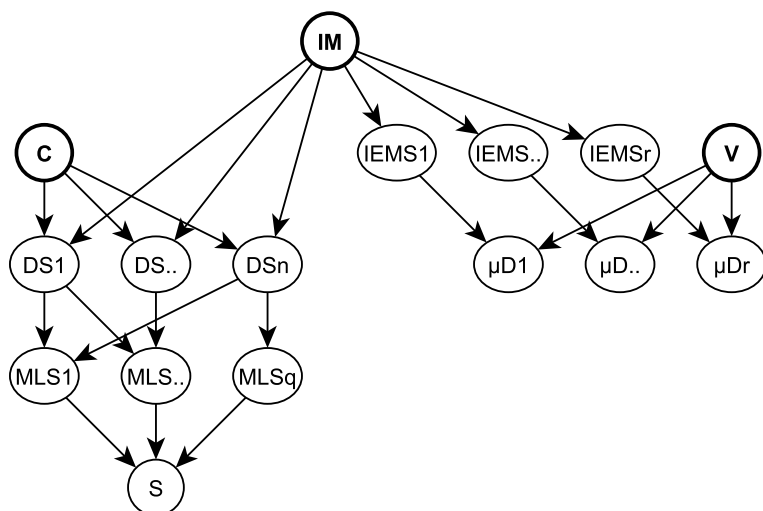 IM
C
IEMS1
IEMS..
IEMSr
V
DS1
DS..
DSn
µD1
µD..
µDr
MLS1
MLS..
MLSq
S